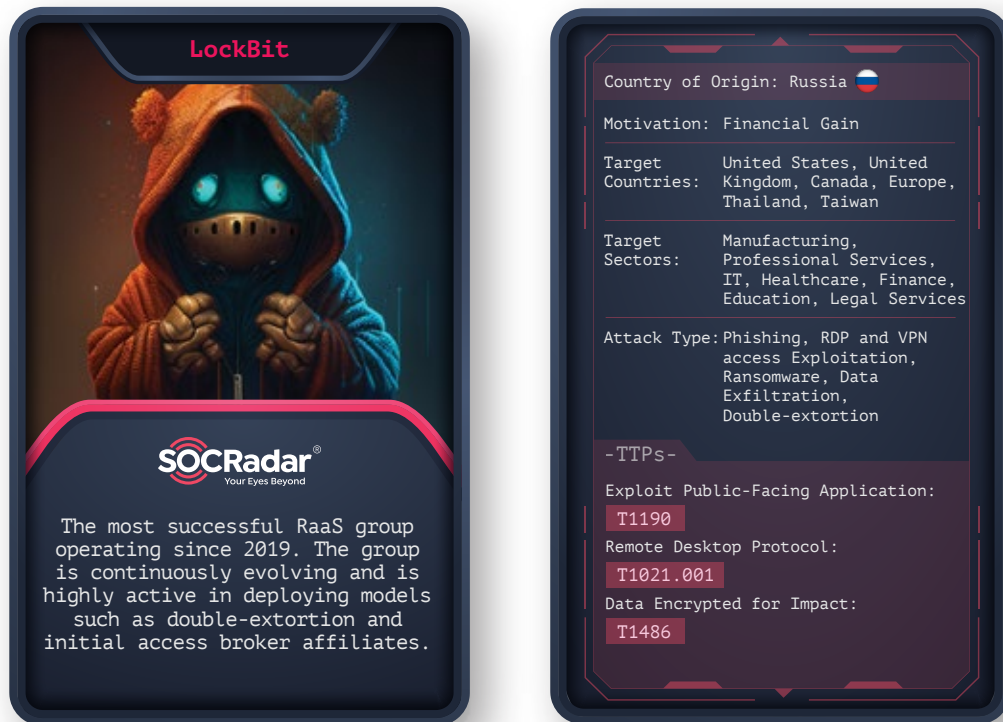 LockBit
SOCRadar®
Your Eyes Beyond
The most successful RaaS group
operating since 2019. The group
is continuously evolving and is
highly active in deploying models
such as double-extortion and
initial access broker affiliates.
Country of Origin: Russia
Motivation: Financial Gain
Target Countries: United States, United
Kingdom, Canada, Europe,
Thailand, Taiwan
Target Sectors: Manufacturing,
Professional Services,
IT, Healthcare, Finance,
Education, Legal Services
Attack Type: Phishing, RDP and VPN
access Exploitation,
Ransomware, Data
Exfiltration,
Double-extortion
-TTPs-
Exploit Public-Facing Application:
T1190
Remote Desktop Protocol:
T1021.001
Data Encrypted for Impact:
T1486